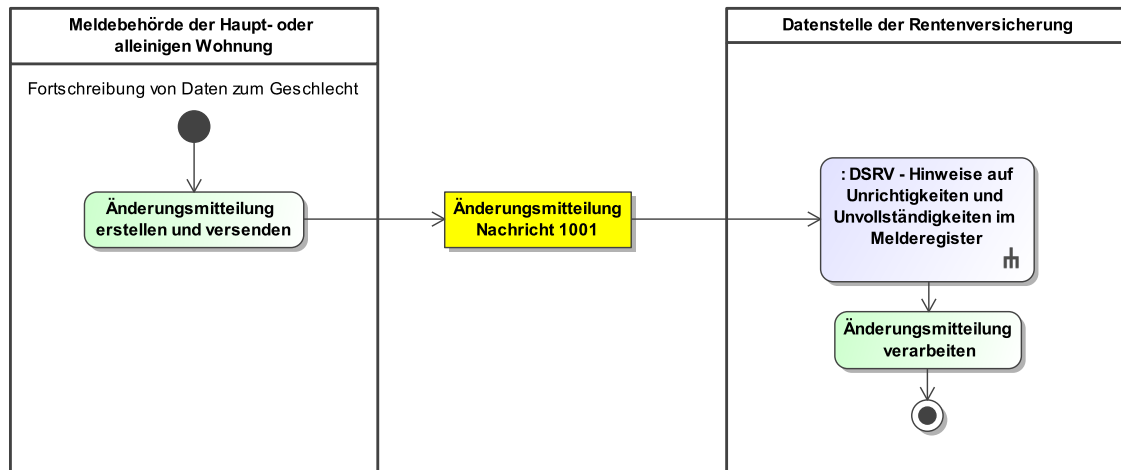 Meldebehörde der Haupt- oder
alleinigen Wohnung
Fortschreibung von Daten zum Geschlecht
Änderungsmitteilung
erstellen und versenden
Änderungsmitteilung
Nachricht 1001
Datenstelle der Rentenversicherung
: DSRV - Hinweise auf
Unrichtigkeiten und
Unvollständigkeiten im
Melderegister
Änderungsmitteilung
verarbeiten